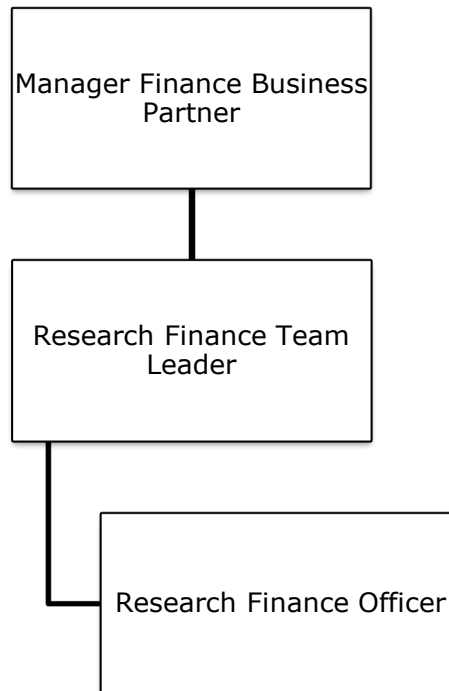 Manager Finance Business
Partner
Research Finance Team
Leader
Research Finance Officer